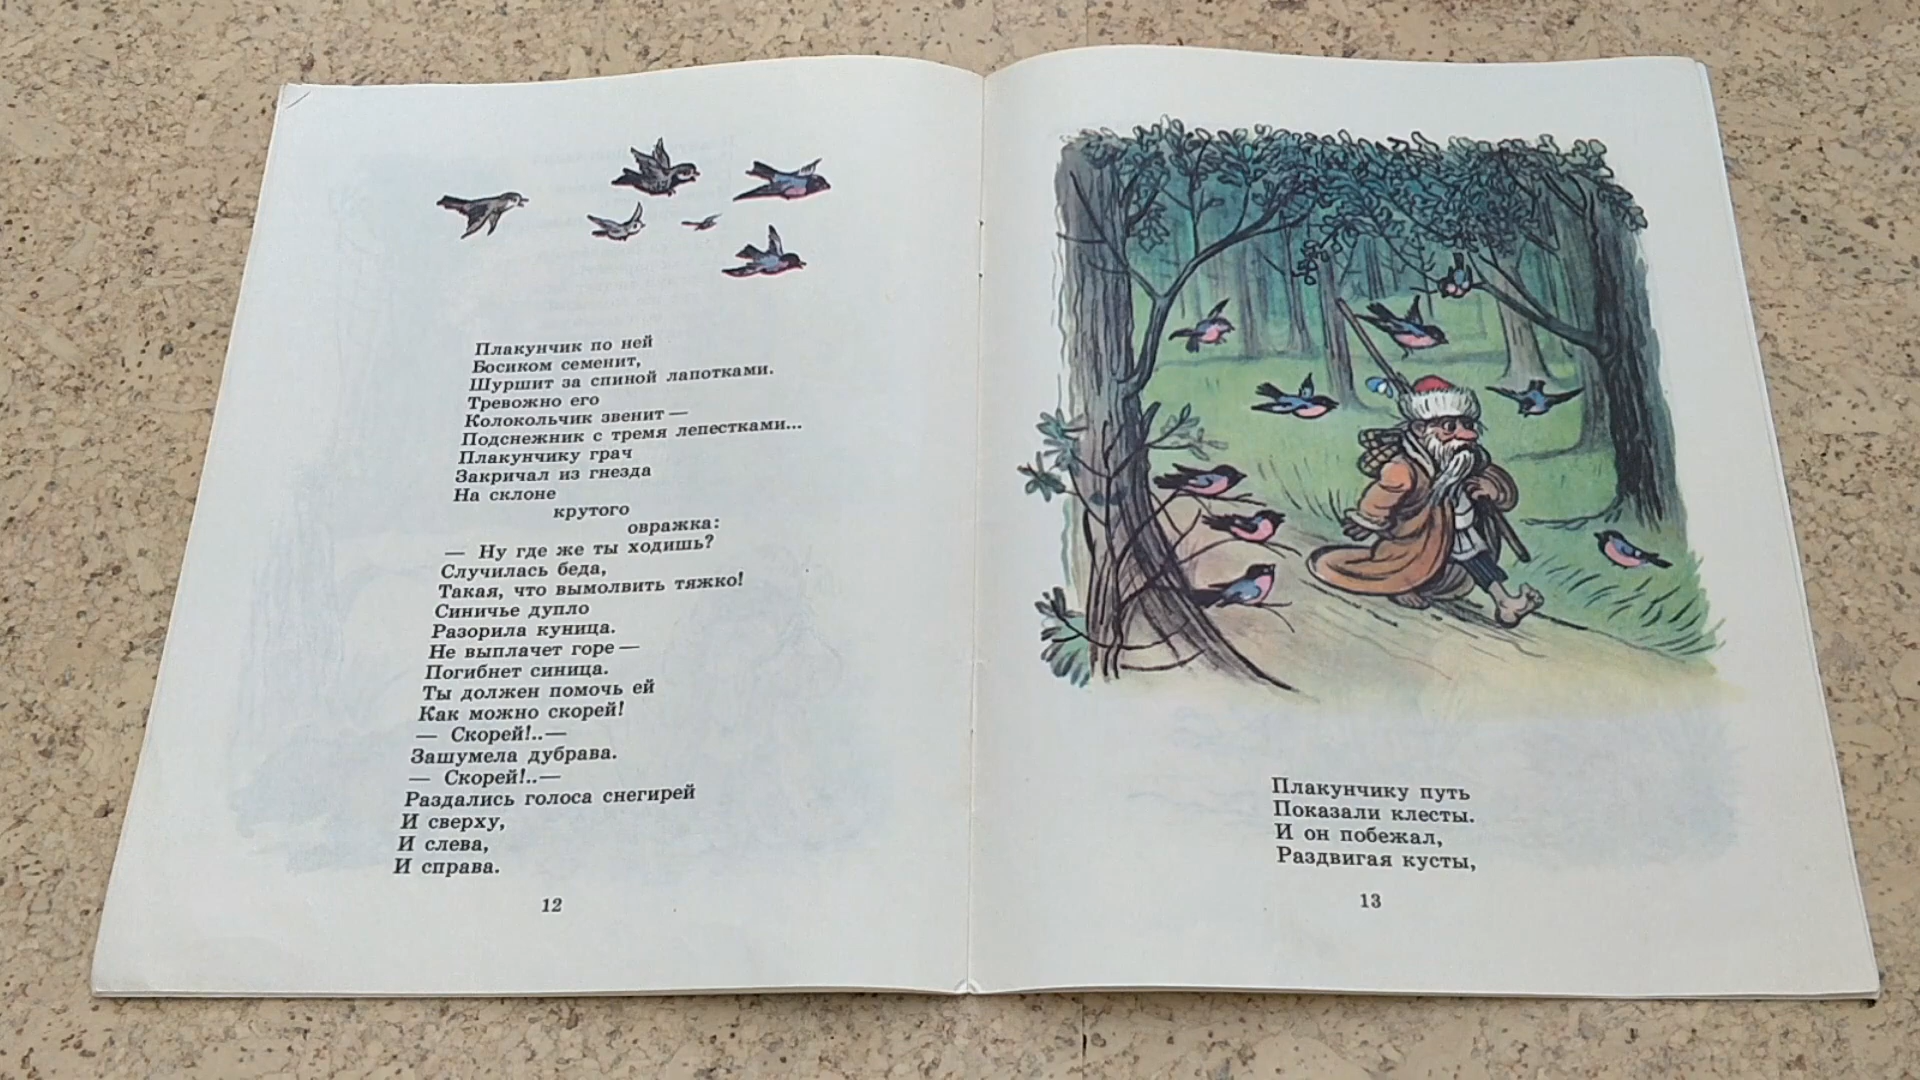 Плакунчик по ней
Босиком семенит,
Шуршит за спиной лапотками.
Тревожно его
Колокольчик звенит —
Подснежник с тремя лепестками...
Плакунчику грач
Закричал из гнезда
На склоне
крутого
овражка:
— Ну где же ты ходишь?
Случилась беда,
Такая, что вымолвить тяжко!
Синичье дупло
Разорила куница.
Не выплачет горе —
Погибнет синица.
Ты должен помочь ей
Как можно скорей!
— Скорей!..—
Зашумела дубрава.
— Скорей!..—
Раздались голоса снегирей
И сверху,
И слева,
И справа.
12
Плакунчику путь
Показали клесты.
И он побежал,
Раздвигая кусты,
13